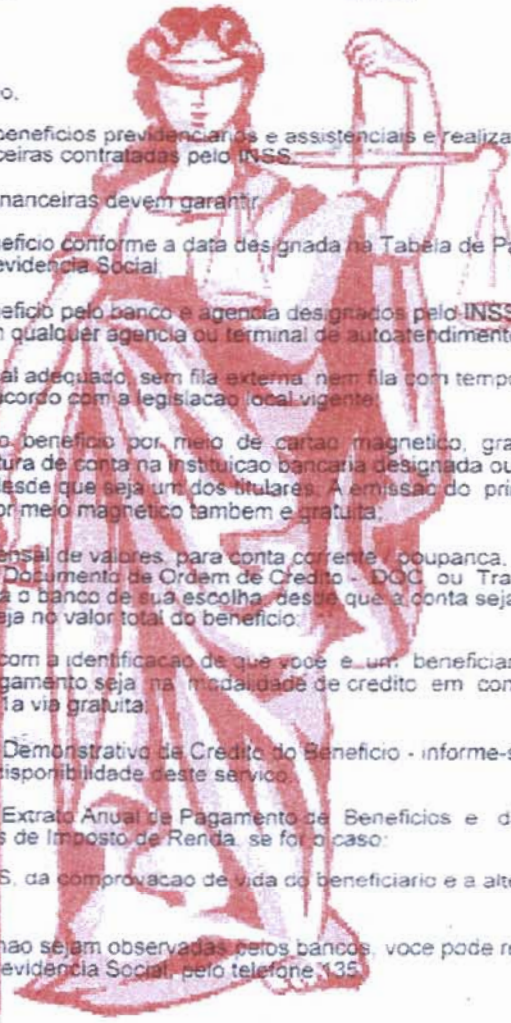 o.
beneficios previdenciarios e assistenciais e realiza
ceiras contratadas pelo INSS.
nanceiras devem garantir
eficio conforme a data designada na Tabela de Pa
evidencia Social;
eficio pelo banco e agencia designados pelo INSS
qualquer agencia ou terminal de autoatendimento
al adequado, sem fila externa, nem fila com tempo
acordo com a legislacao local vigente;
o beneficio por meio de cartao magnetico, gra
tura de conta na instituicao bancaria designada ou
desde que seja um dos titulares. A emissao do pri
or meio magnetico tambem e gratuita;
ensal de valores, para conta corrente / poupanca,
Documento de Ordem de Credito - DOC ou Tra
a o banco de sua escolha, desde que a conta seja
eja no valor total do beneficio;
com a identificacao de que voce e um beneficiar
gamento seja na modalidade de credito em con
1a via gratuita;
Demonstrativo de Credito do Beneficio - informe-s
disponibilidade deste servico.
Extrato Anual de Pagamento de Beneficios e d
s de Imposto de Renda, se for o caso;
S, da comprovacao de vida do beneficiario e a alte
nao sejam observadas pelos bancos, voce pode re
evidencia Social, pelo telefone 135.